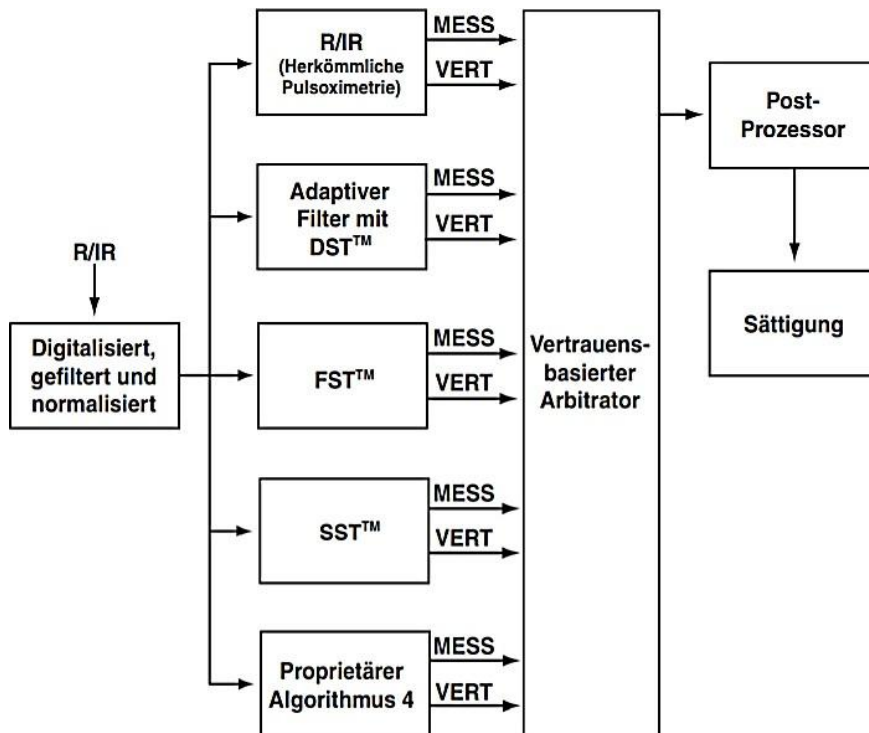 R/IR
Digitalisiert,
gefiltert und
normalisiert
R/IR
(Herkömmliche
Pulsoximetrie)
MESS
VERT
Adaptiver
Filter mit
DST™
MESS
VERT
FST™
MESS
VERT
SST™
MESS
VERT
Proprietärer
Algorithmus 4
MESS
VERT
Vertrauens-
basierter
Arbitrator
Post-
Prozessor
Sättigung